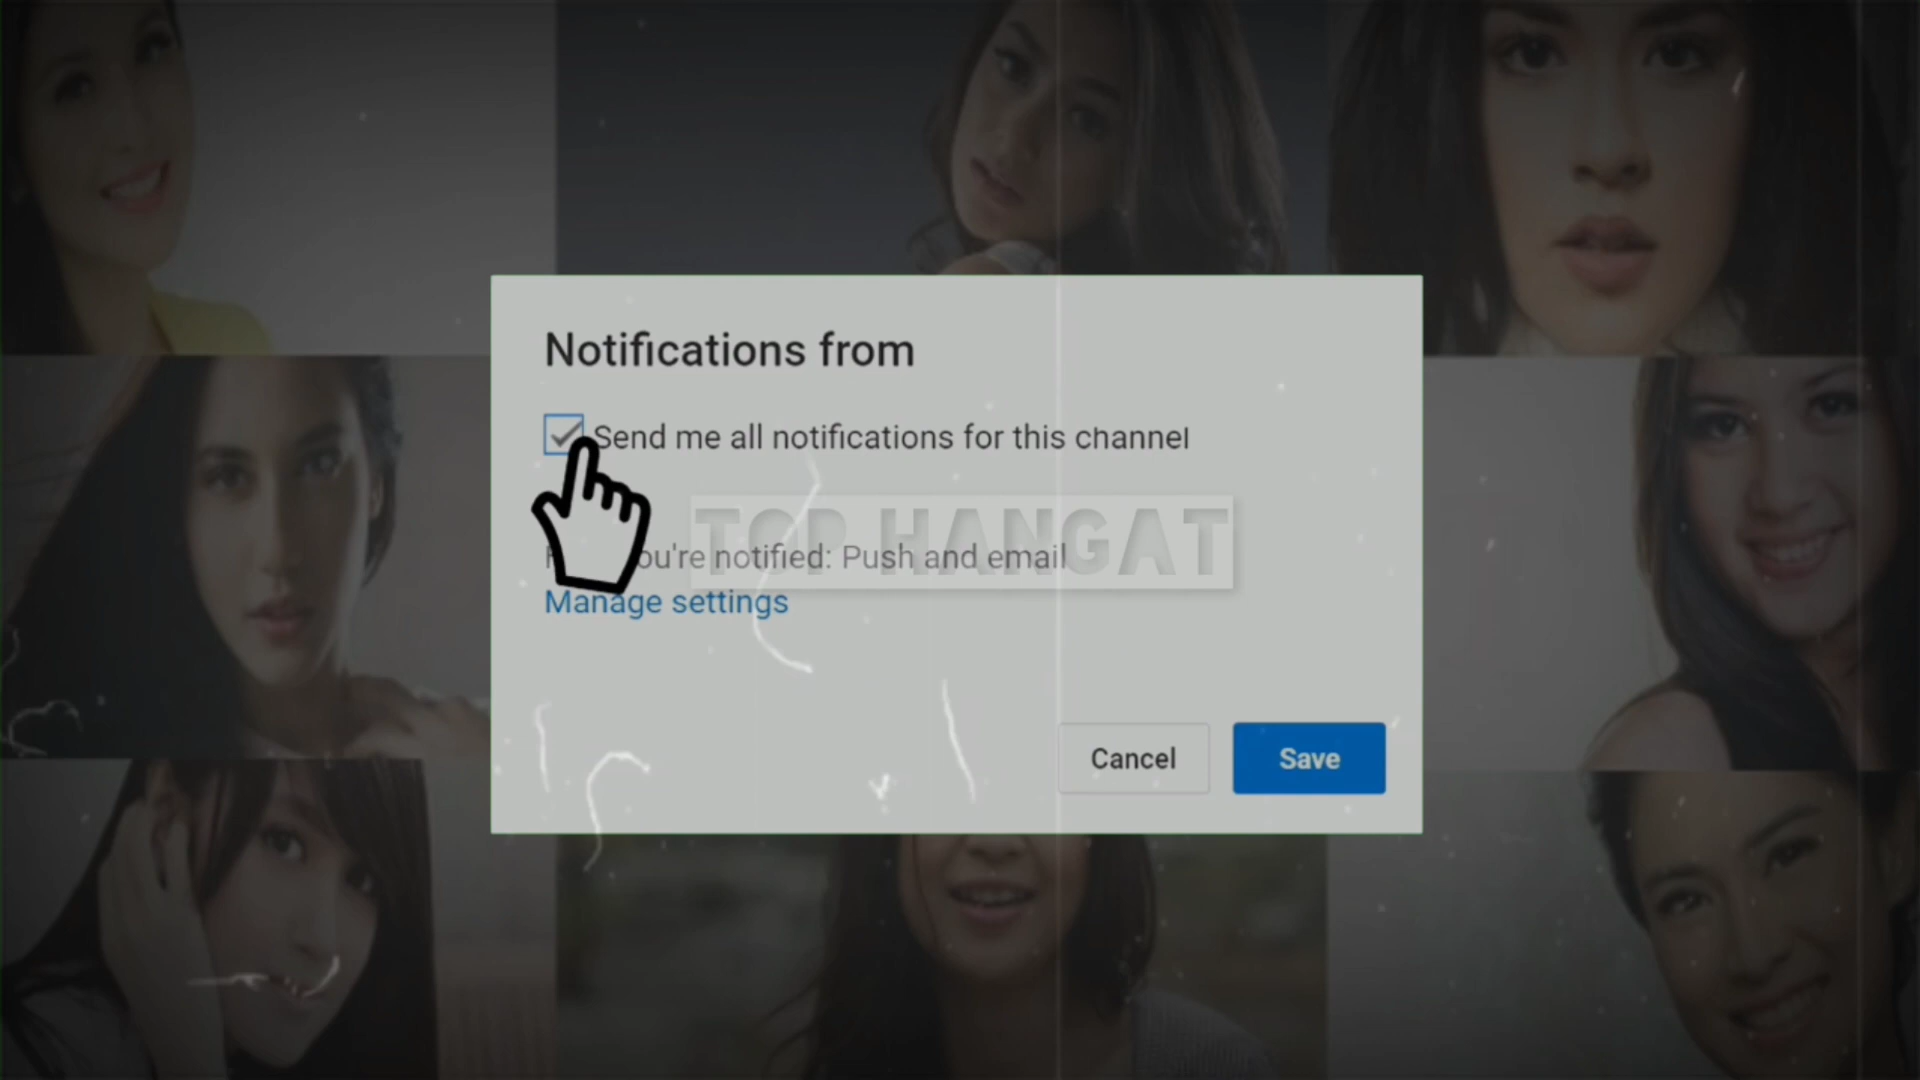 Notifications from
Send me all notifications for this channel
TOP HANGAT
you're notified: Push and email
Manage settings
Cancel
Save